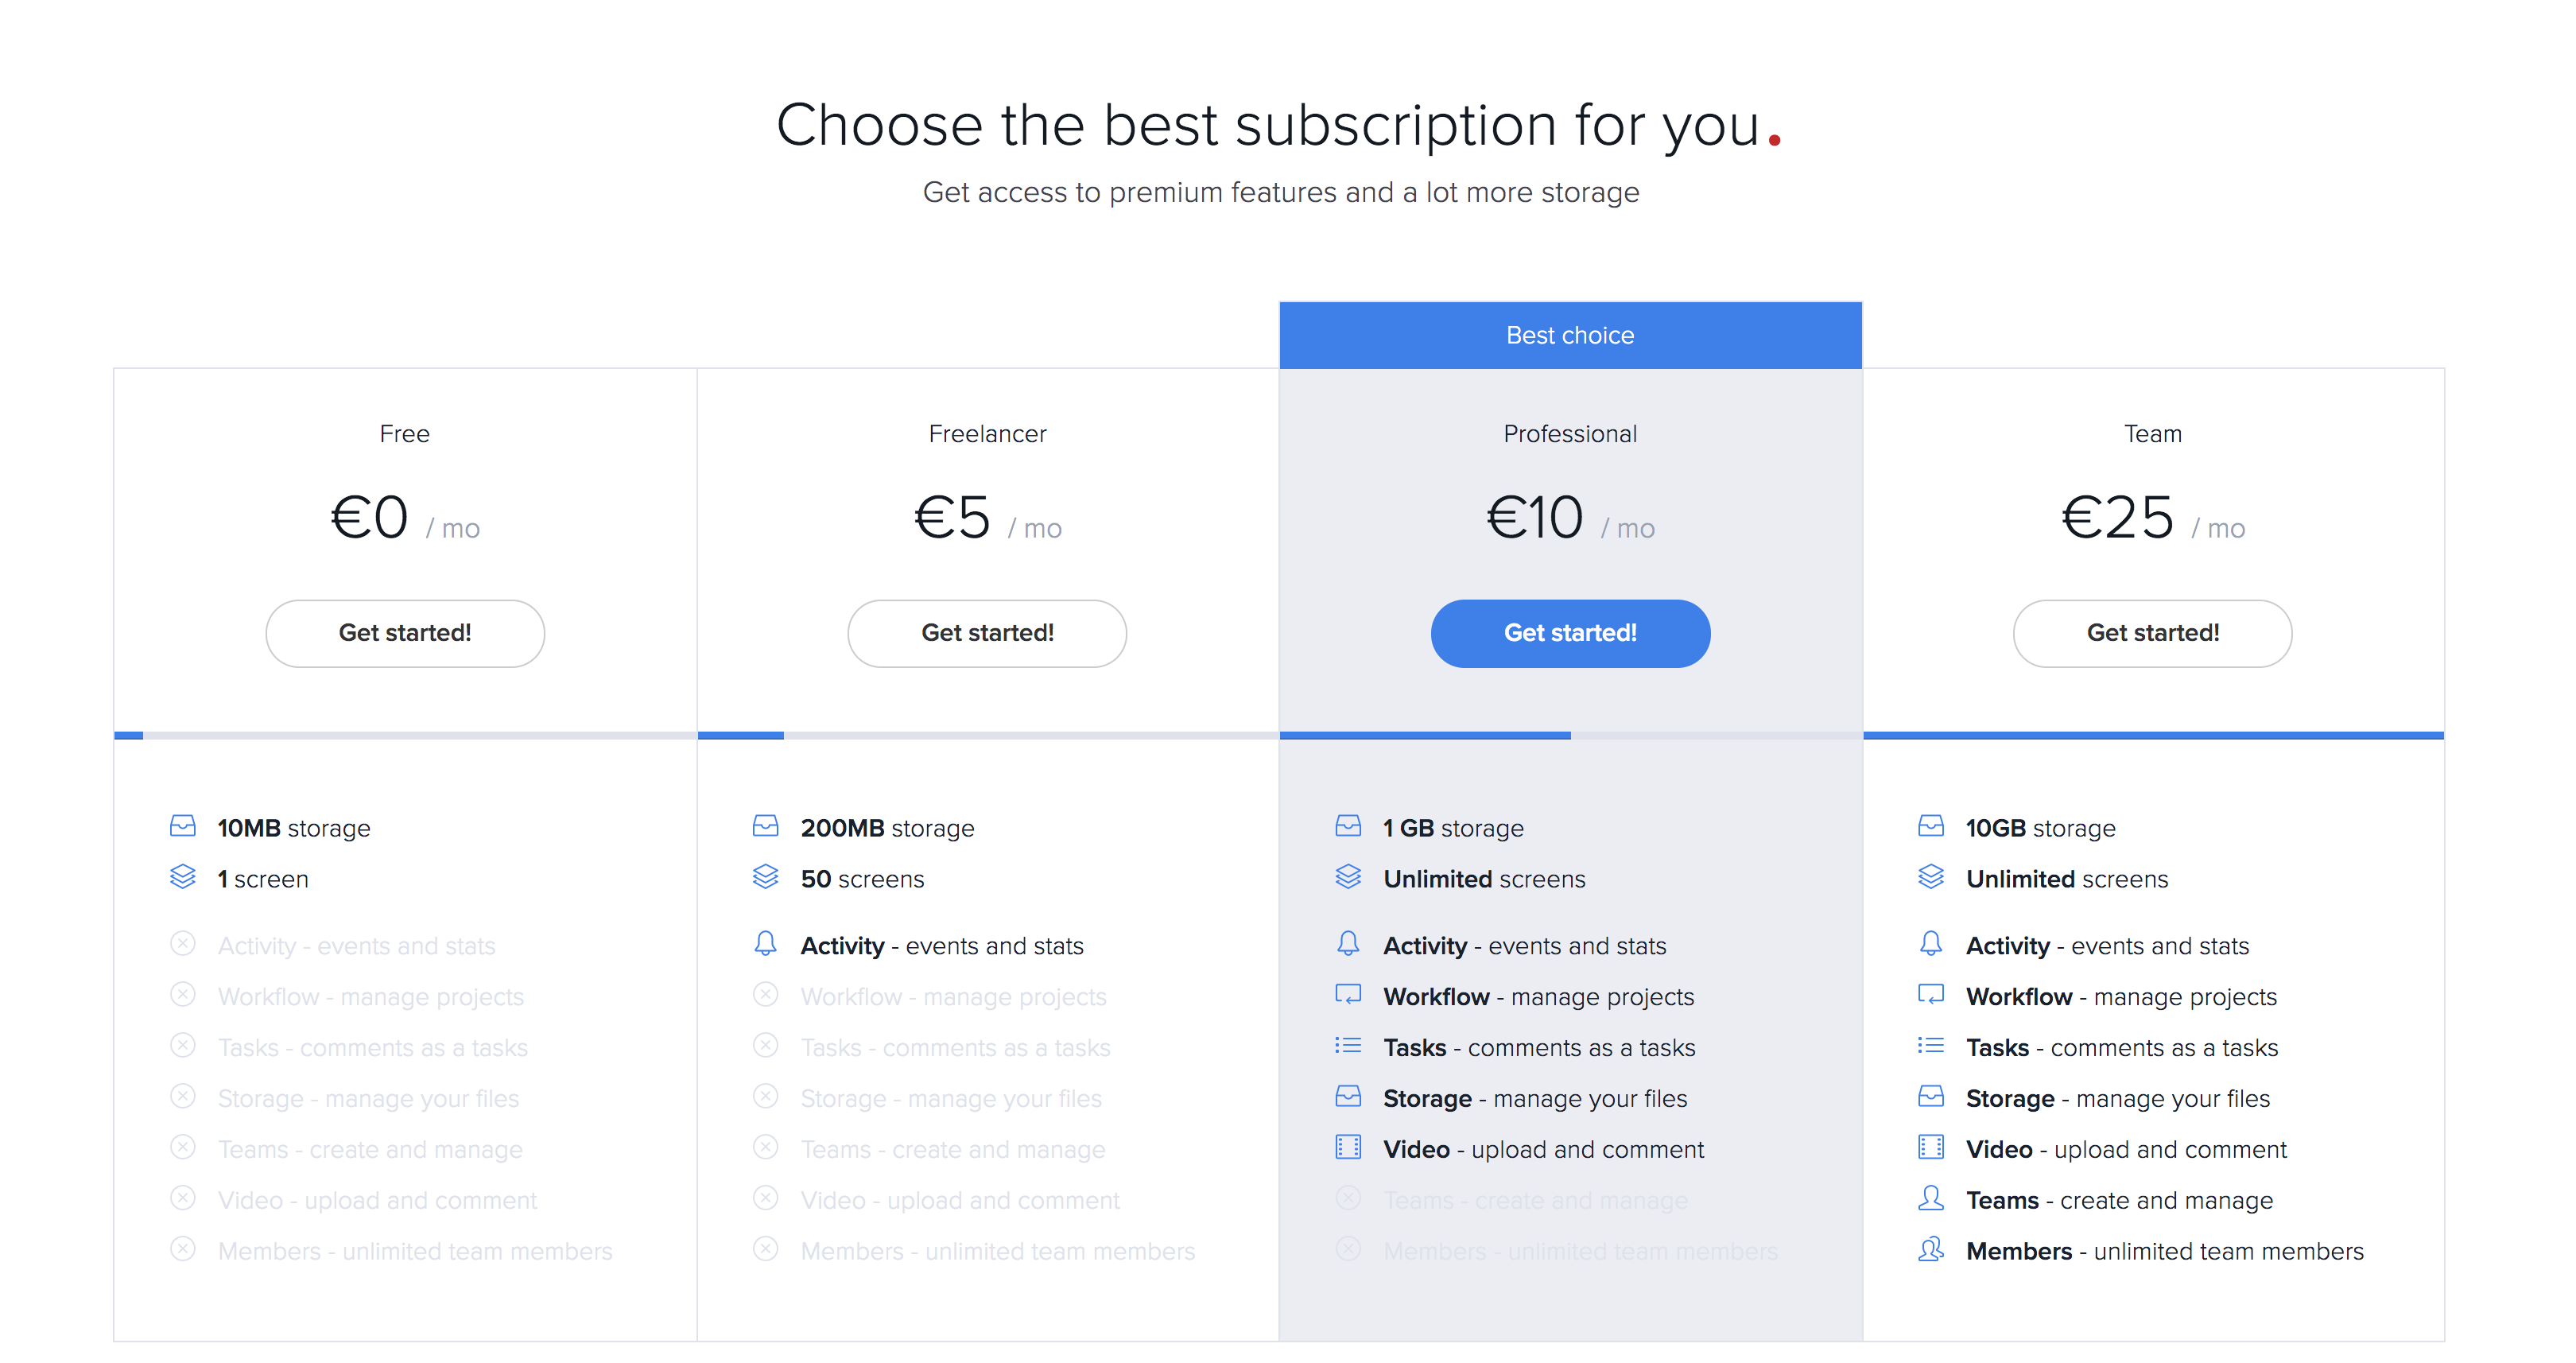 Choose the best subscription for you.
Get access to premium features and a lot more storage
Free
€0 / mo
Get started!
10MB storage
1 screen
Activity - events and stats
Workflow - manage projects
Tasks - comments as a tasks
Storage - manage your files
Teams - create and manage
Video - upload and comment
Members - unlimited team members
Freelancer
€5 / mo
Get started!
200MB storage
50 screens
Activity - events and stats
Workflow - manage projects
Tasks - comments as a tasks
Storage - manage your files
Teams - create and manage
Video - upload and comment
Members - unlimited team members
Best choice
Professional
€10 / mo
Get started!
1 GB storage
Unlimited screens
Activity - events and stats
Workflow - manage projects
Tasks - comments as a tasks
Storage - manage your files
Video - upload and comment
Teams - create and manage
Members - unlimited team members
Team
€25 / mo
Get started!
10GB storage
Unlimited screens
Activity - events and stats
Workflow - manage projects
Tasks - comments as a tasks
Storage - manage your files
Video - upload and comment
Teams - create and manage
Members - unlimited team members